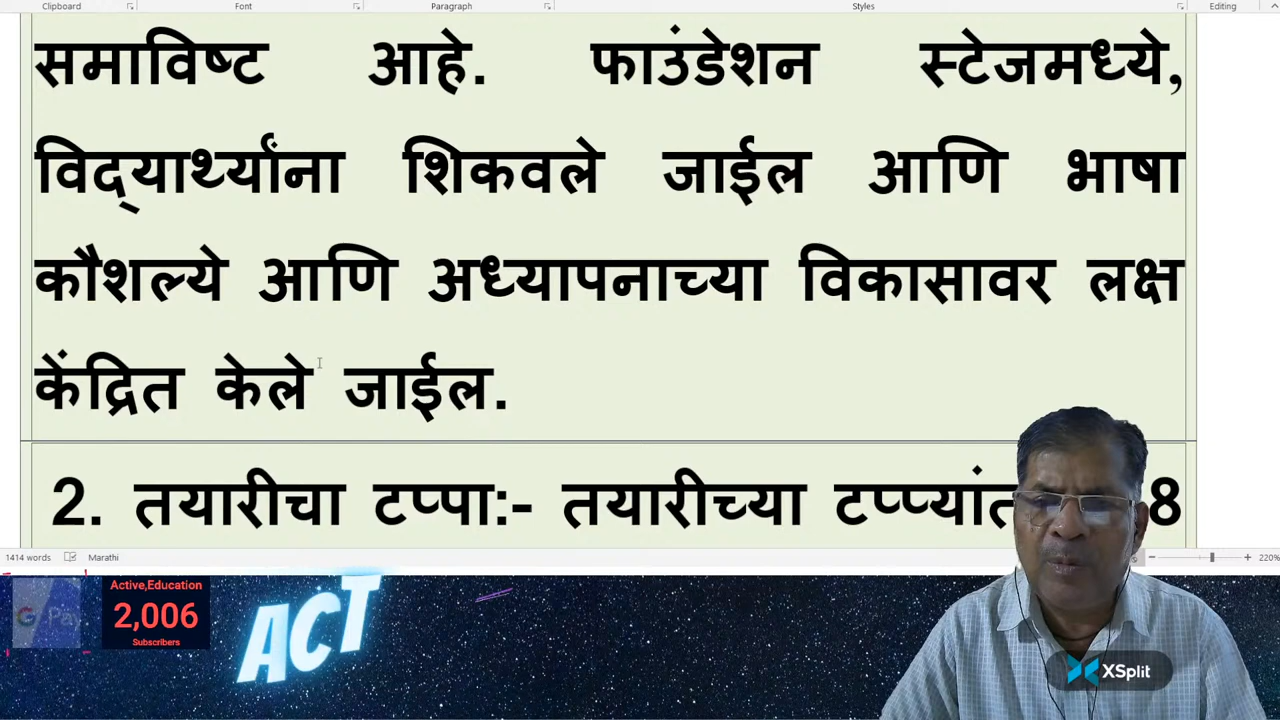 Clipboard Font Paragraph Styles Editing
समाविष्ट आहे. फाउंडेशन स्टेजमध्ये,
विद्यार्थ्यांना शिकवले जाईल आणि भाषा
कौशल्ये आणि अध्यापनाच्या विकासावर लक्ष
केंद्रित केले जाईल.
2. तयारीचा टप्पा:- तयारीच्या टप्प्यांत 8
1414 words Marathi 220%
Active,Education
2,006
Subscribers
G Pay
ACT
XSplit